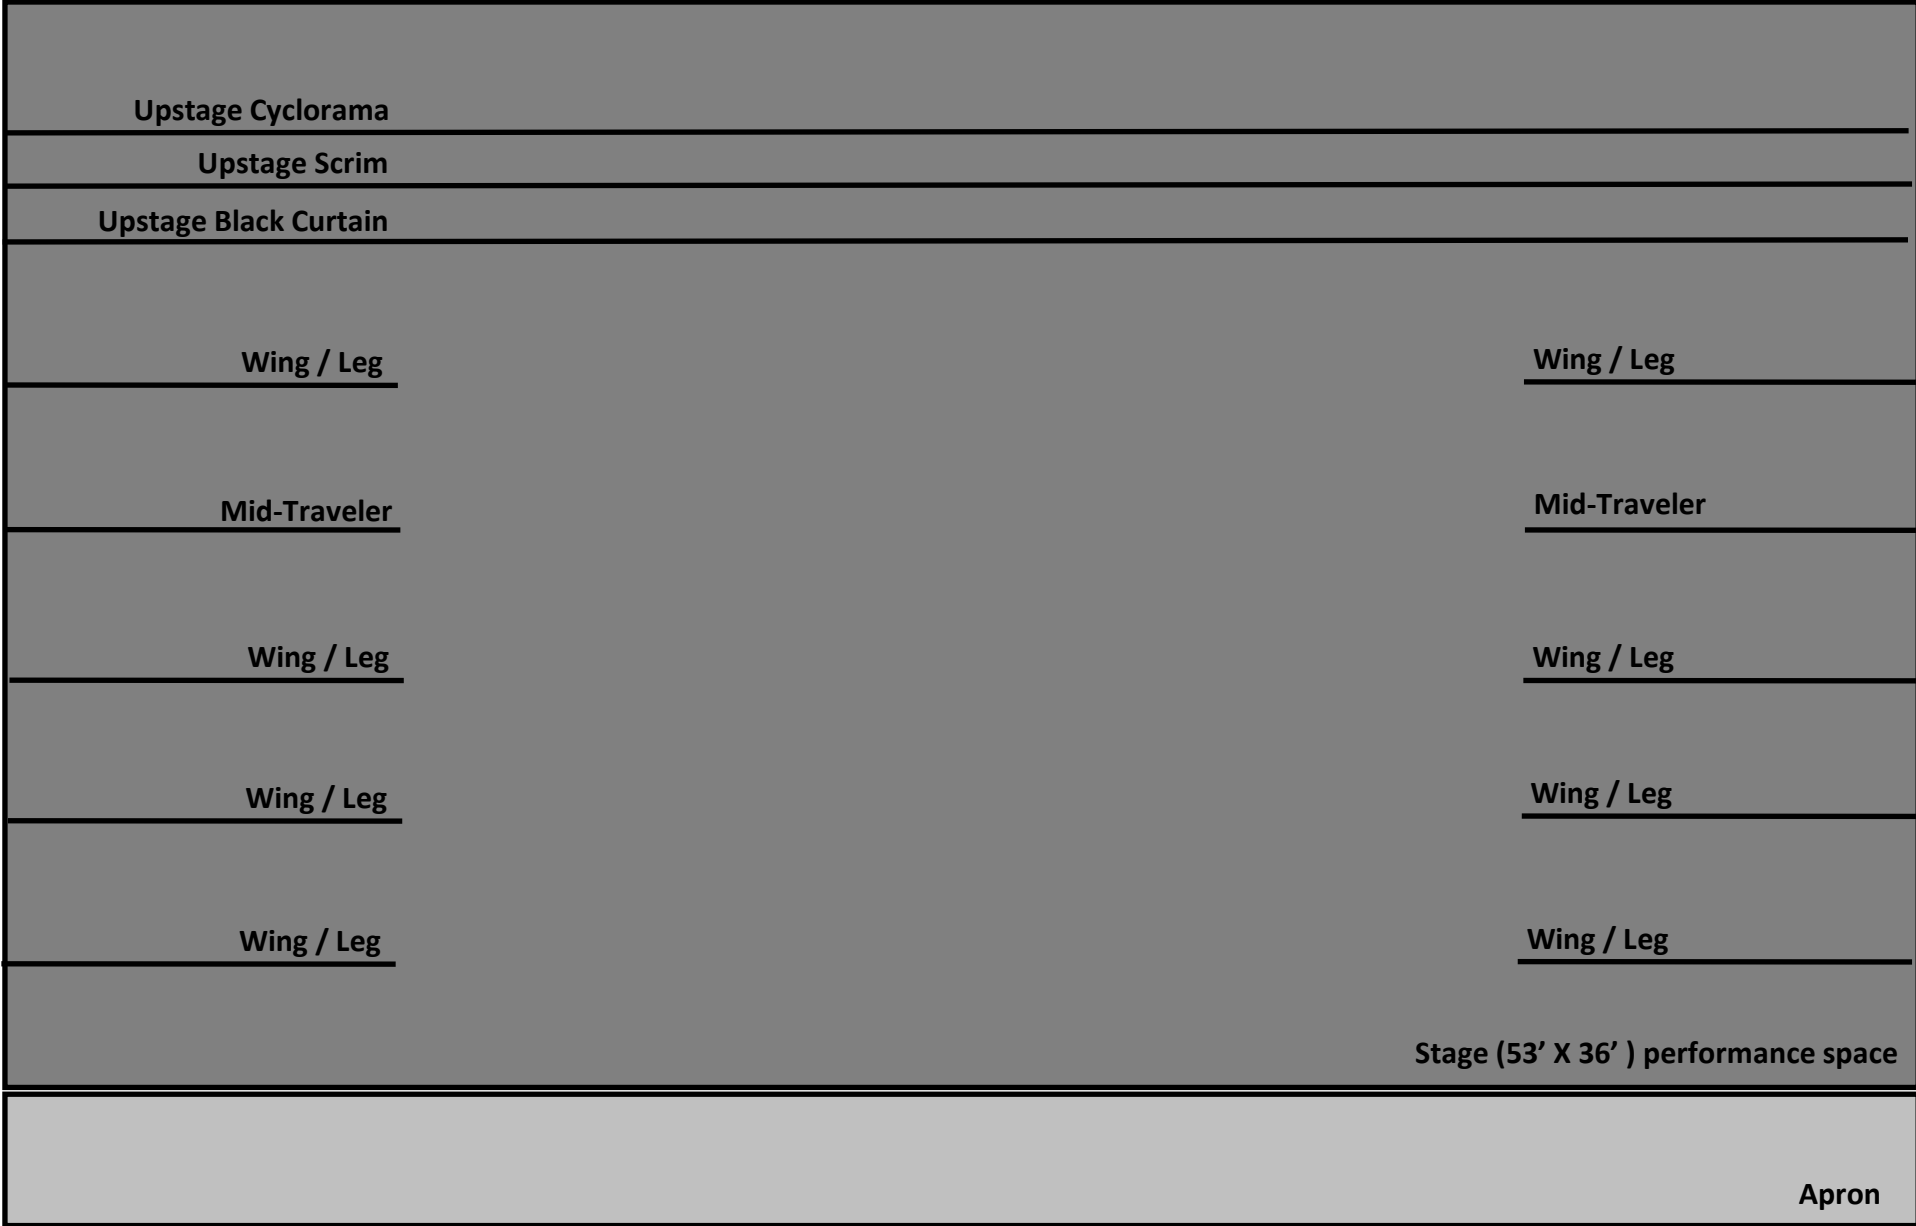 Upstage Cyclorama
Upstage Scrim
Upstage Black Curtain
Wing / Leg
Wing / Leg
Mid-Traveler
Mid-Traveler
Wing / Leg
Wing / Leg
Wing / Leg
Wing / Leg
Wing / Leg
Wing / Leg
Stage (53’ X 36’ ) performance space
Apron